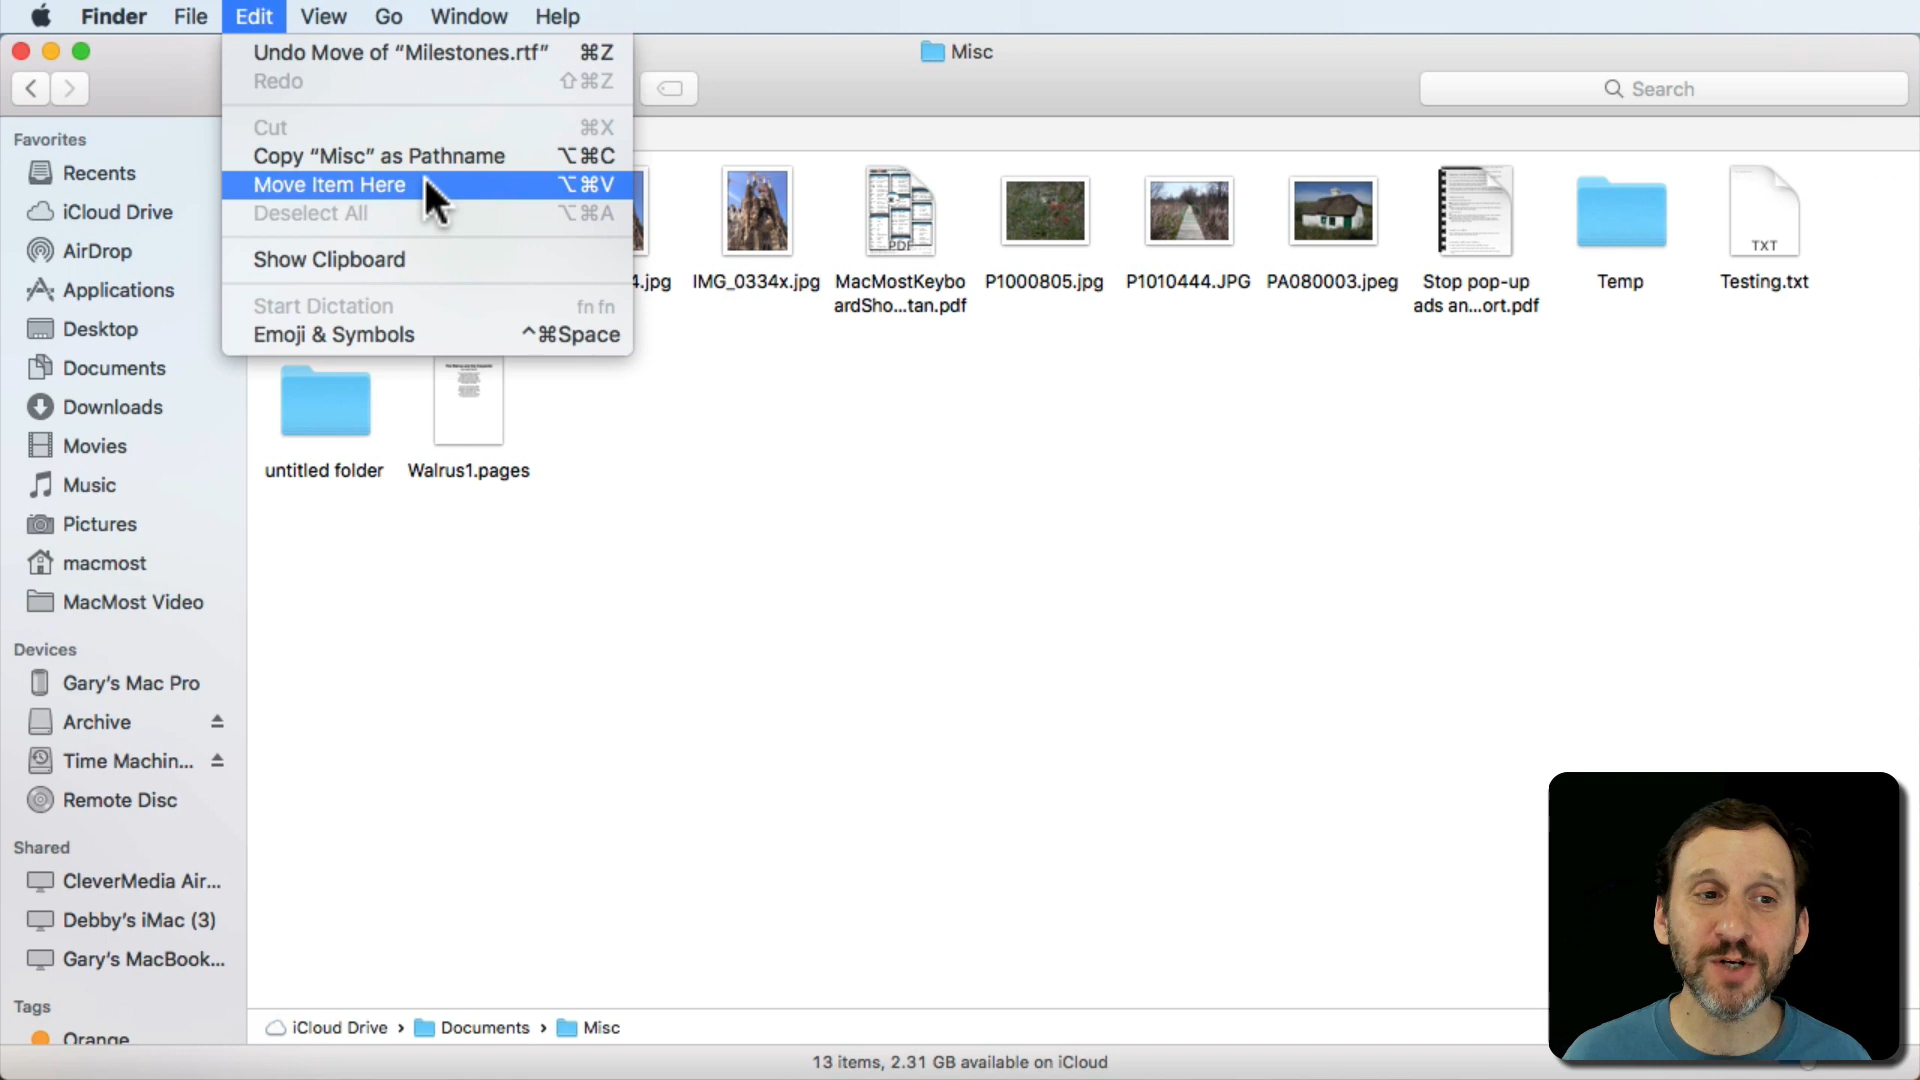 Finder File Edit View Go Window Help
Undo Move of “Milestones.rtf” ⌘Z
Redo ⇧⌘Z
Cut ⌘X
Copy “Misc” as Pathname ⌥⌘C
Move Item Here ⌥⌘V
Deselect All ⌥⌘A
Show Clipboard
Start Dictation fn fn
Emoji & Symbols ^⌘Space
Misc
Search
Favorites
Recents
iCloud Drive
AirDrop
Applications
Desktop
Documents
Downloads
Movies
Music
Pictures
macmost
MacMost Video
Devices
Gary’s Mac Pro
Archive
Time Machin...
Remote Disc
Shared
CleverMedia Air...
Debby’s iMac (3)
Gary’s MacBook...
Tags
Orange
4.jpg
IMG_0334x.jpg
PDF
MacMostKeybo
ardSho...tan.pdf
P1000805.jpg
P1010444.JPG
PA080003.jpeg
Stop pop-up
ads an...ort.pdf
Temp
TXT
Testing.txt
untitled folder
Walrus1.pages
iCloud Drive › Documents › Misc
13 items, 2.31 GB available on iCloud